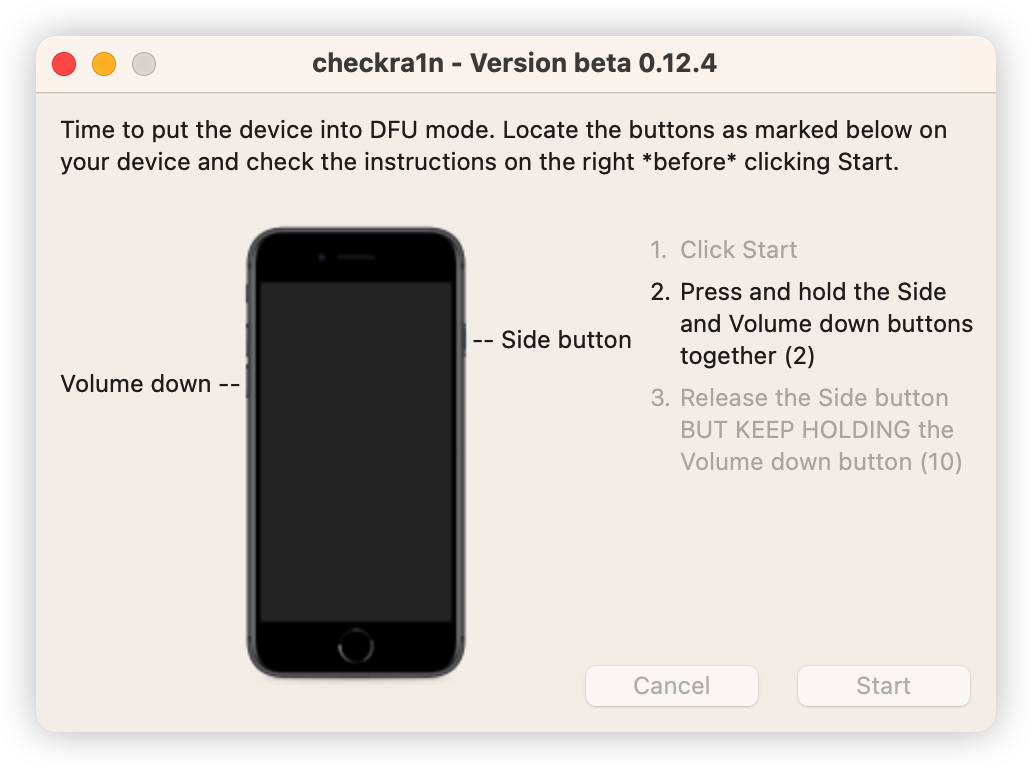 checkra1n - Version beta 0.12.4
Time to put the device into DFU mode. Locate the buttons as marked below on
your device and check the instructions on the right *before* clicking Start.
Volume down --
-- Side button
1. Click Start
2. Press and hold the Side
and Volume down buttons
together (2)
3. Release the Side button
BUT KEEP HOLDING the
Volume down button (10)
Cancel
Start